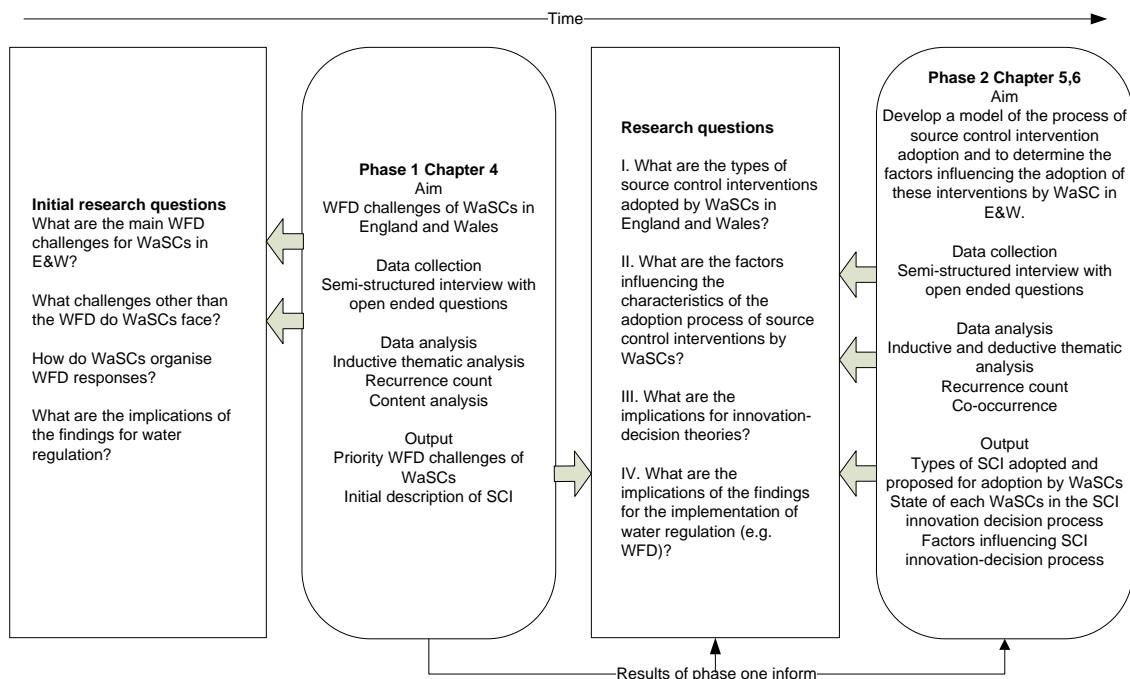 Time
Initial research questions
What are the main WFD
challenges for WaSCs in
E&W?
What challenges other than
the WFD do WaSCs face?
How do WaSCs organise
WFD responses?
What are the implications of
the findings for water
regulation?
Phase 1 Chapter 4
Aim
WFD challenges of WaSCs in
England and Wales
Data collection
Semi-structured interview with
open ended questions
Data analysis
Inductive thematic analysis
Recurrence count
Content analysis
Output
Priority WFD challenges of
WaSCs
Initial description of SCI
Research questions
I. What are the types of
source control interventions
adopted by WaSCs in
England and Wales?
II. What are the factors
influencing the
characteristics of the
adoption process of source
control interventions by
WaSCs?
III. What are the
implications for innovation-
decision theories?
IV. What are the
implications of the findings
for the implementation of
water regulation (e.g.
WFD)?
Phase 2 Chapter 5,6
Aim
Develop a model of the process of
source control intervention
adoption and to determine the
factors influencing the adoption of
these interventions by WaSC in
E&W.
Data collection
Semi-structured interview with
open ended questions
Data analysis
Inductive and deductive thematic
analysis
Recurrence count
Co-occurrence
Output
Types of SCI adopted and
proposed for adoption by WaSCs
State of each WaSCs in the SCI
innovation decision process
Factors influencing SCI
innovation-decision process
Results of phase one inform